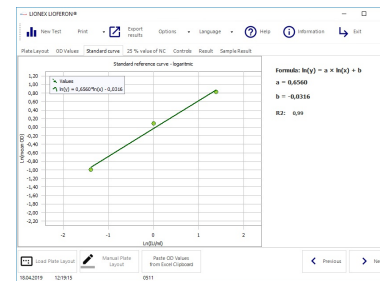 LIONEX LIOFERON®
New Test Print Export results Options Language Help Information Exit
Plate Layout OD Values Standard curve 25 % value of NC Controls Result Sample Result
Standard reference curve - logaritmic
Values
ln(y) = 0,6560*ln(x) - 0,0316
Ln(mean OD)
1,20
1,00
0,80
0,60
0,40
0,20
0,00
-0,20
-0,40
-0,60
-0,80
-1,00
-1,20
-1,40
-1,60
-1,80
-2,00
-2,20
-2 -1 0 1 2
Ln(IU/ml)
Formula: ln(y) = a × ln(x) + b
a = 0,6560
b = -0,0316
R2: 0,99
Load Plate Layout Manual Plate Layout Paste OD Values from Excel Clipboard Previous Ne
18.04.2019 12:19:15 0911